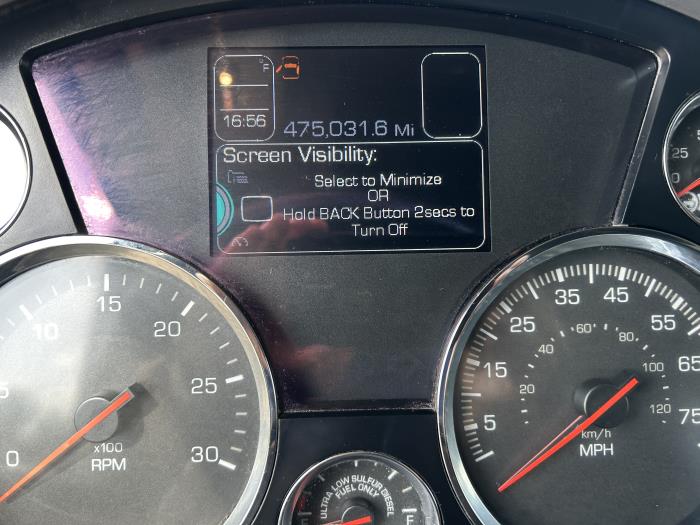 °F
16:56
475,031.6 Mi
Screen Visibility:
Select to Minimize
OR
Hold BACK Button 2secs to
Turn Off
0
5
10
15
20
25
30
x100
RPM
5
15
25
35
45
55
65
75
20
40
60
80
100
120
km/h
MPH
ULTRA LOW SULFUR DIESEL
FUEL ONLY
E
F
25
0